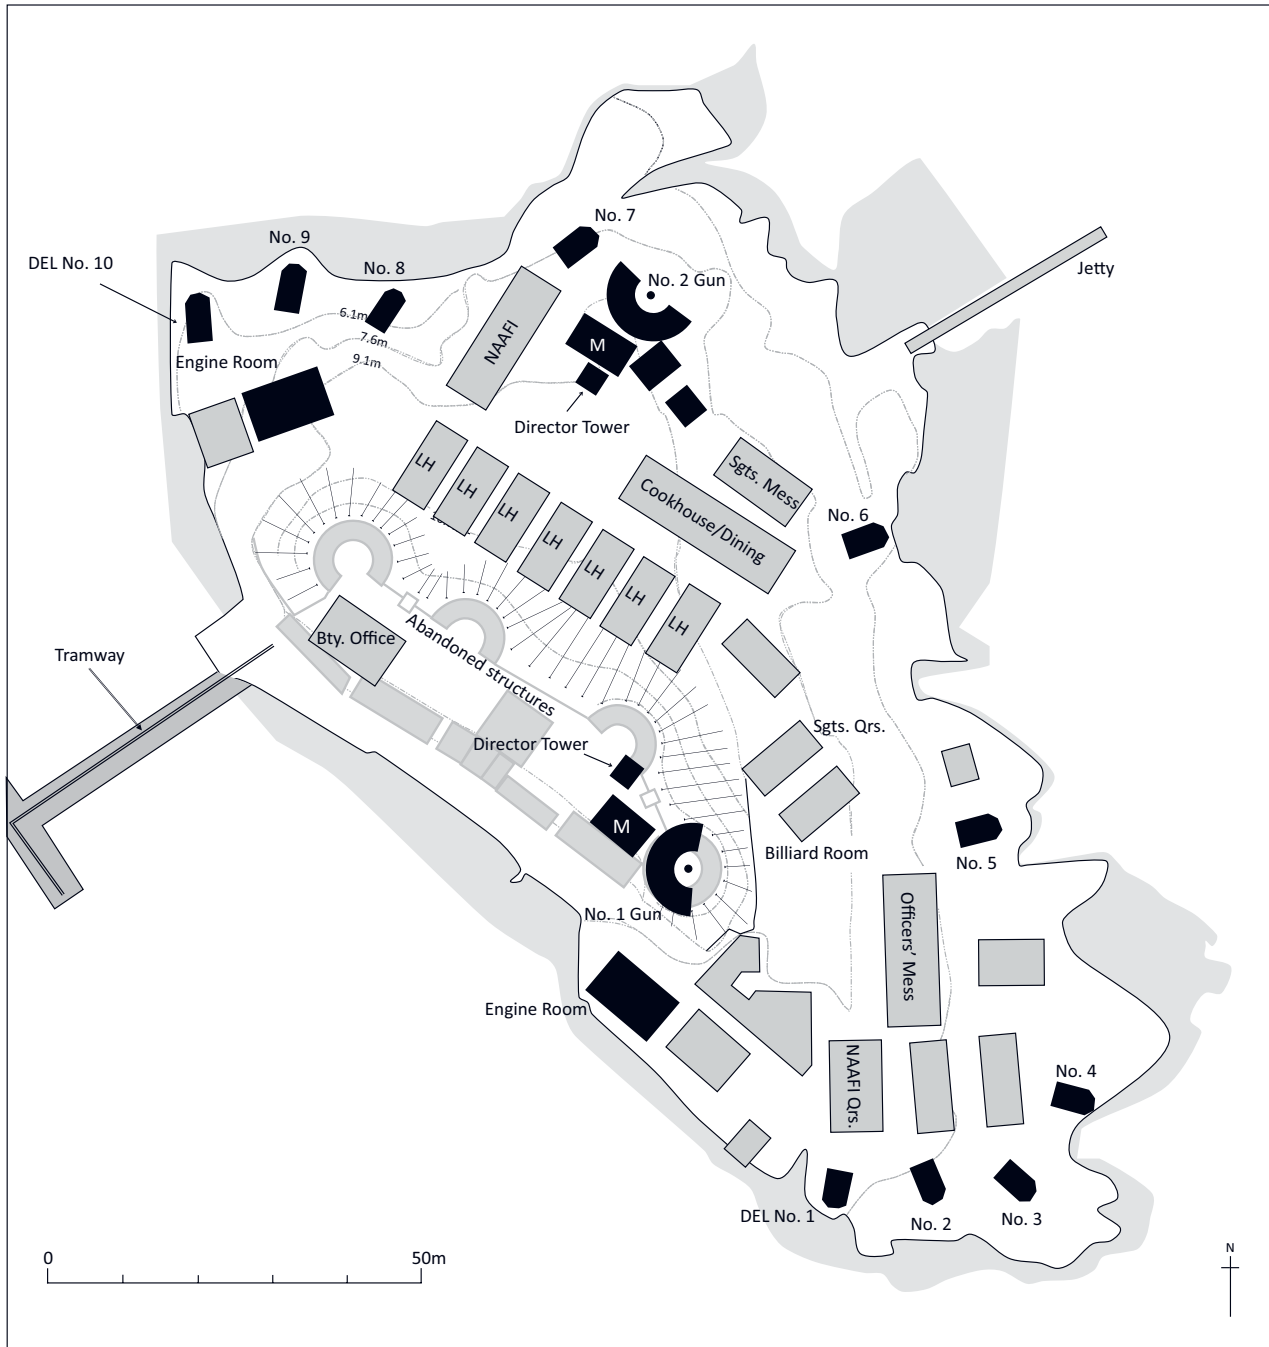 No. 7
No. 9
DEL No. 10
No. 8
No. 2 Gun
Jetty
6.1m
M
NAAFI
7.6m
9.1m
Engine Room
Director Tower
LH
LH
LH
LH
LH
LH
LH
Sgts. Mess
Cookhouse/Dining
No. 6
Bty. Office
Abandoned structures
Tramway
Sgts. Qrs.
Director Tower
M
Billiard Room
No. 5
No. 1 Gun
Officers' Mess
Engine Room
NAAFI Qrs.
No. 4
DEL No. 1
No. 2
No. 3
0
50m
N